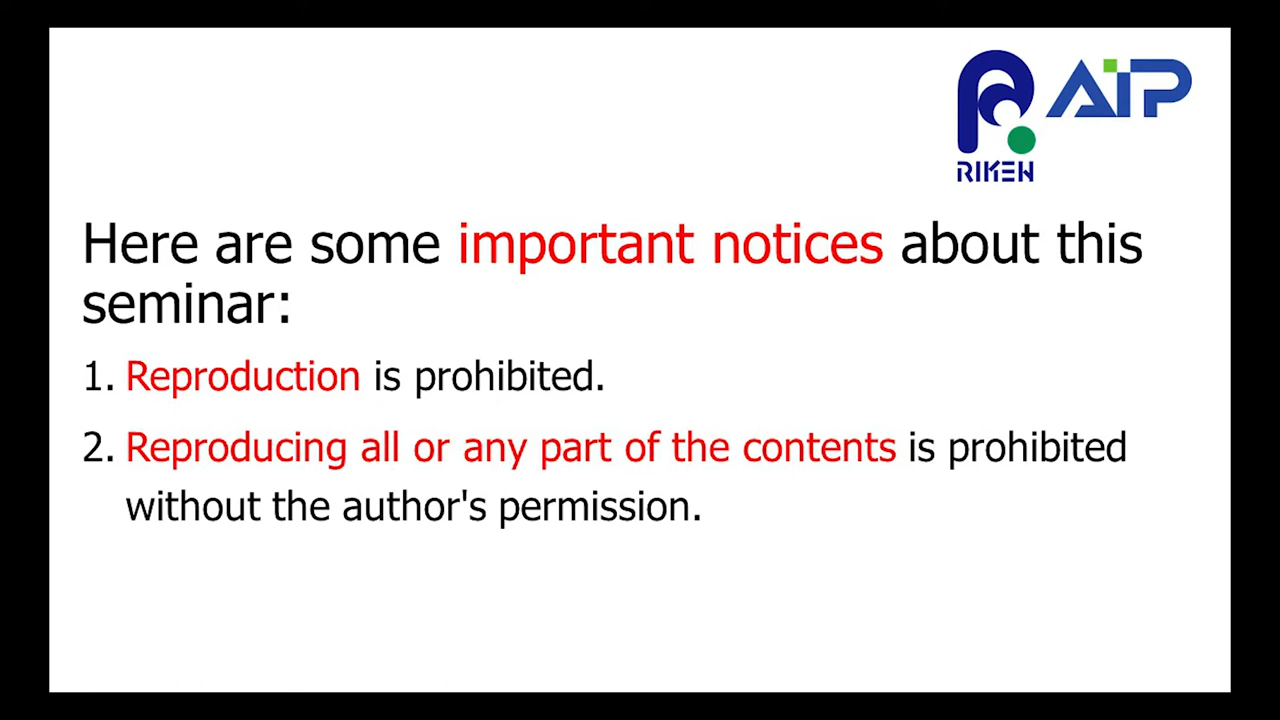 RIKEN
AIP
Here are some important notices about this
seminar:
1. Reproduction is prohibited.
2. Reproducing all or any part of the contents is prohibited
without the author's permission.